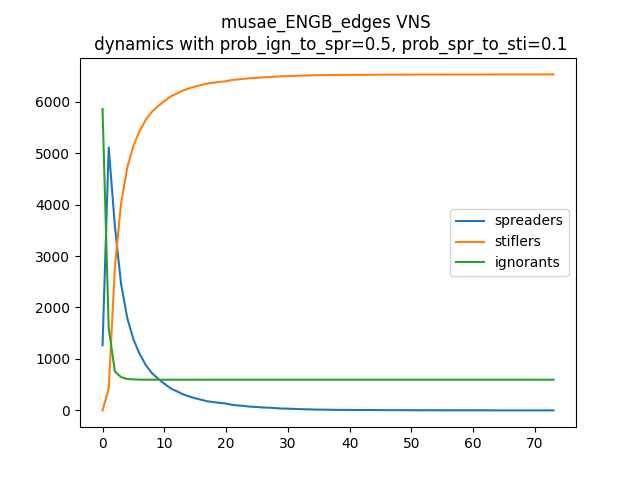 musae_ENGB_edges VNS
dynamics with prob_ign_to_spr=0.5, prob_spr_to_sti=0.1
6000
5000
4000
3000
2000
1000
0
spreaders
stiflers
ignorants
0 10 20 30 40 50 60 70